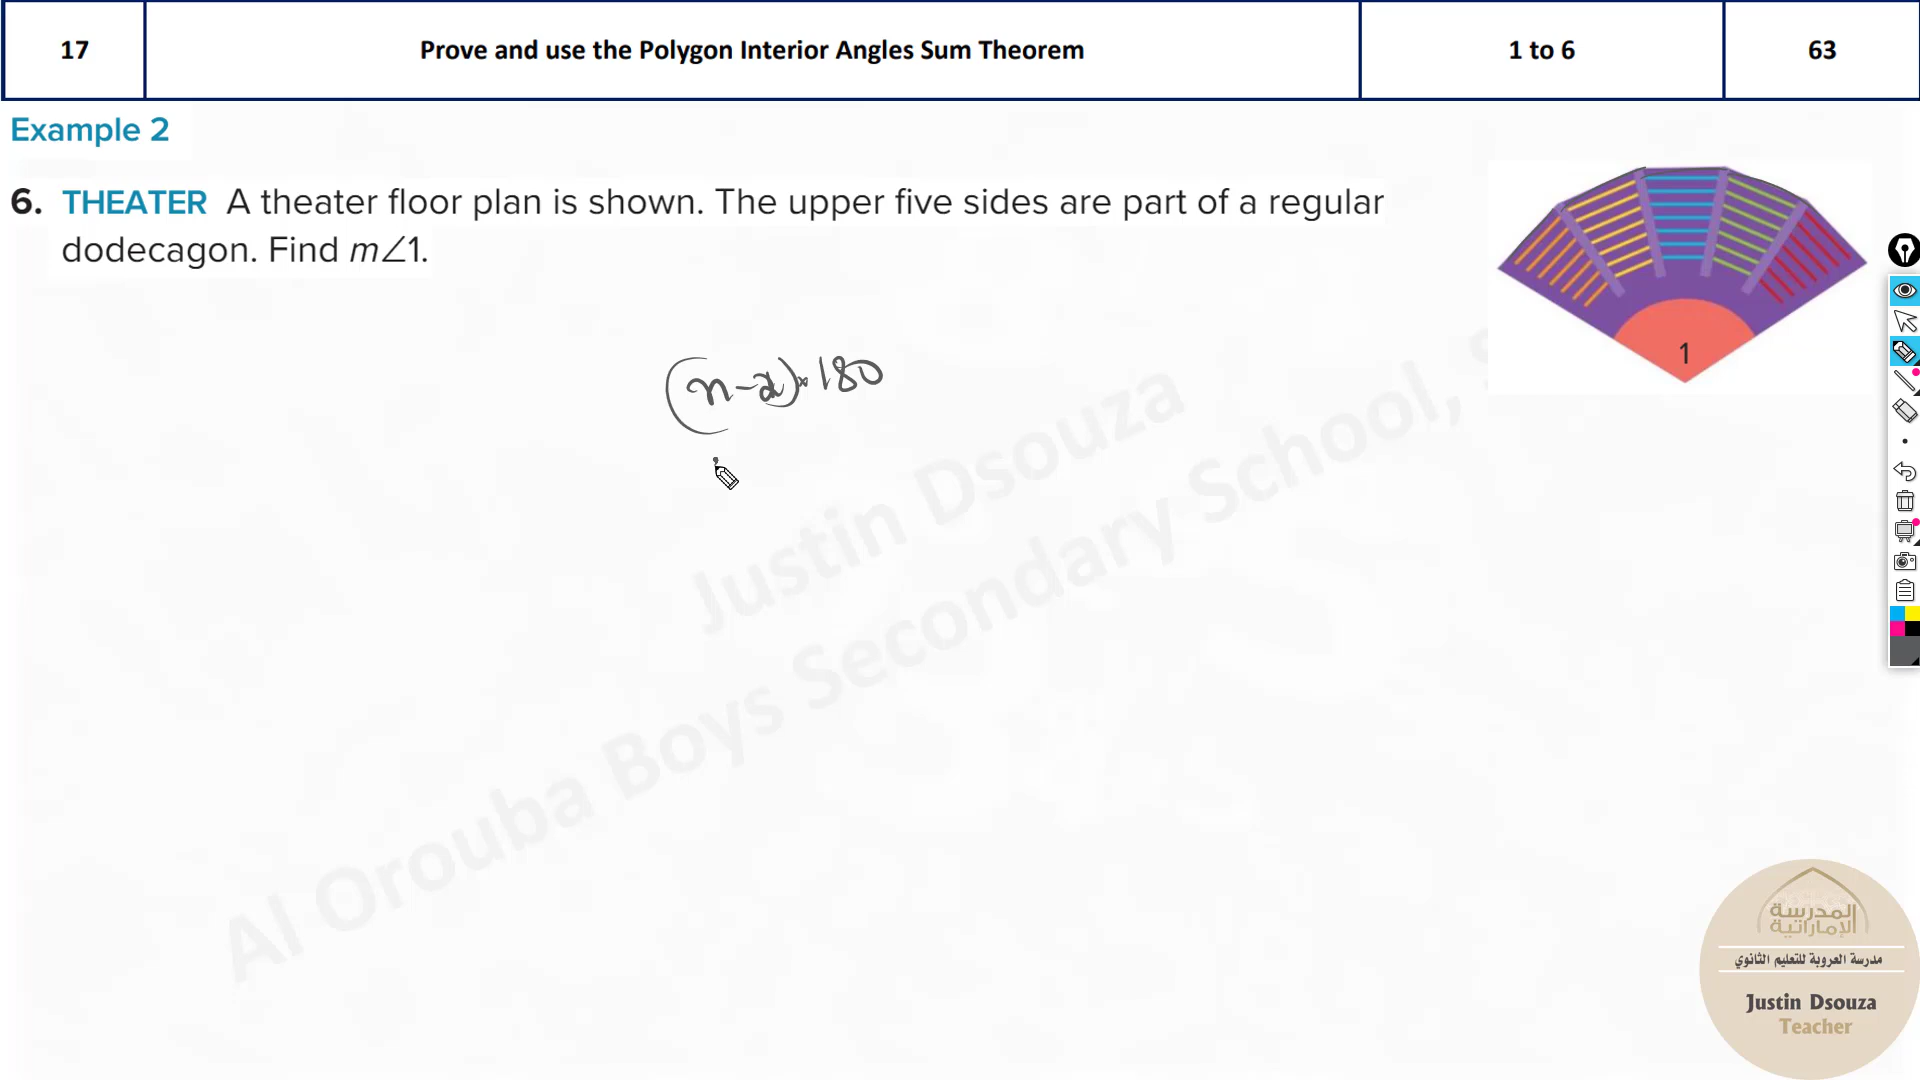 17
Prove and use the Polygon Interior Angles Sum Theorem
1 to 6
63
Example 2
6. THEATER A theater floor plan is shown. The upper five sides are part of a regular
dodecagon. Find m∠1.
1
(n-2)×180
Justin Dsouza
Al Orouba Boys Secondary School,
المدرسة
الإماراتية
مدرسة العروبة للتعليم الثانوي
Justin Dsouza
Teacher